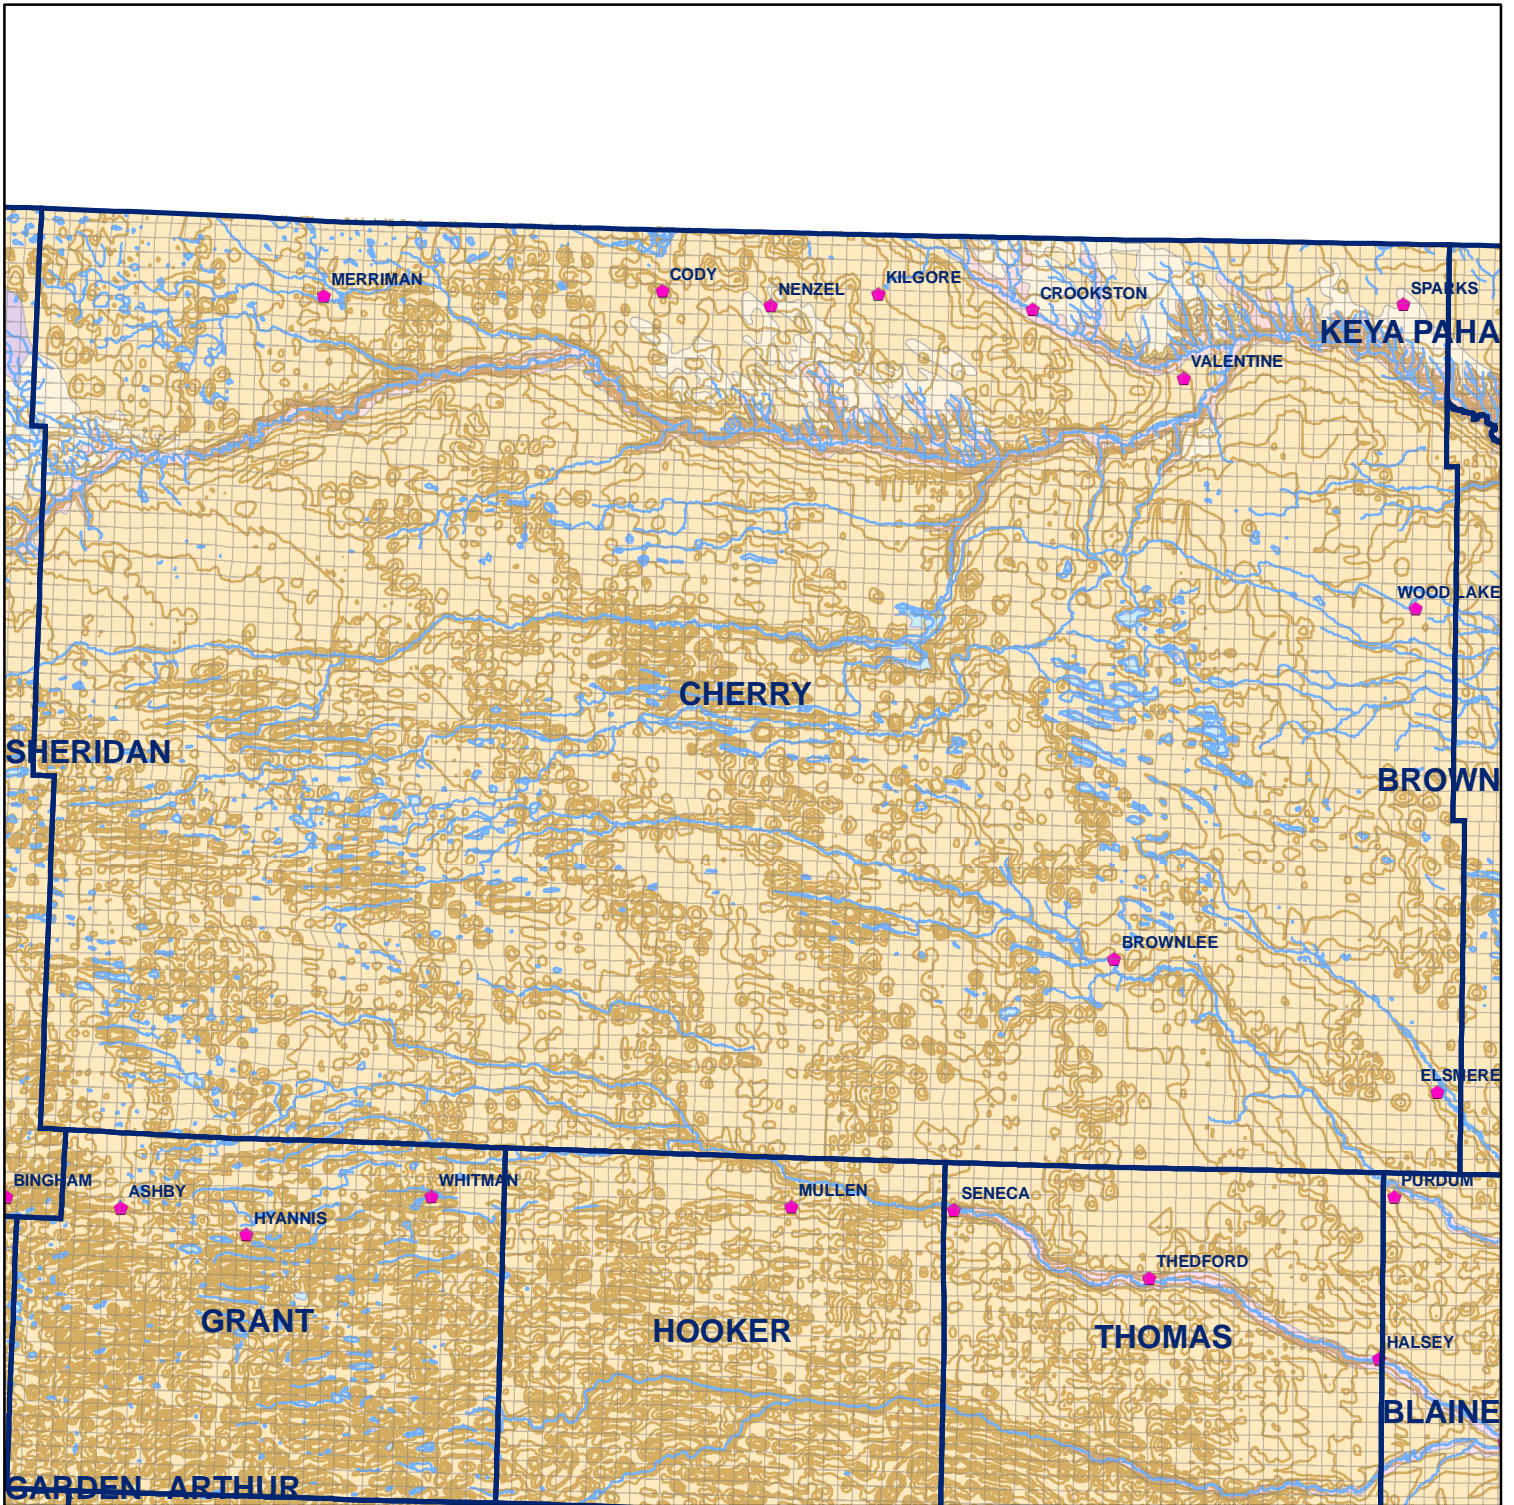 MERRIMAN
CODY
NENZEL
KILGORE
CROOKSTON
SPARKS
KEYA PAHA
VALENTINE
WOOD LAKE
CHERRY
SHERIDAN
BROWN
BROWNLEE
ELSMERE
BINGHAM
ASHBY
WHITMAN
HYANNIS
MULLEN
SENECA
PURDUM
THEDFORD
GRANT
HOOKER
THOMAS
HALSEY
BLAINE
GARDEN
ARTHUR